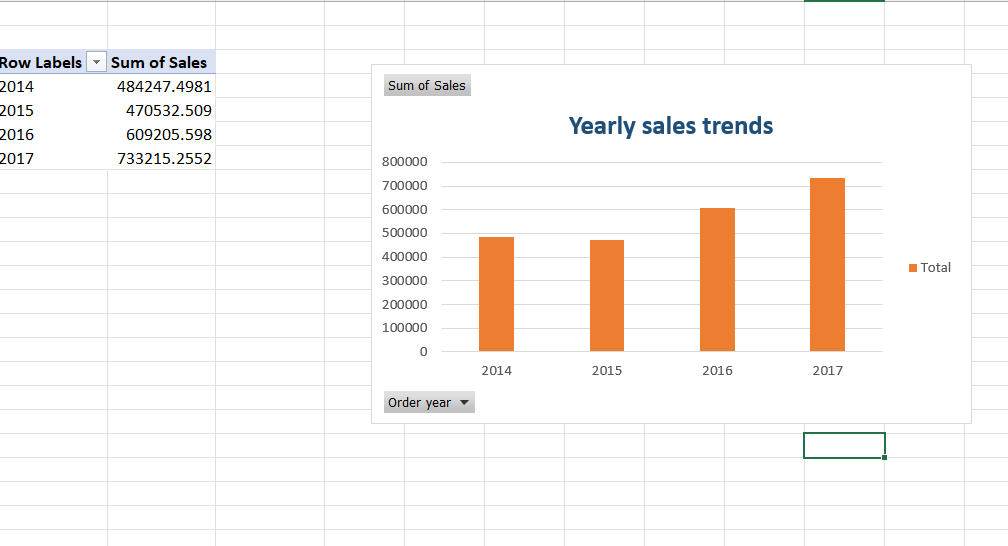 Row Labels Sum of Sales
2014 484247.4981
2015 470532.509
2016 609205.598
2017 733215.2552
Sum of Sales
Yearly sales trends
800000
700000
600000
500000
400000
300000
200000
100000
0
2014 2015 2016 2017
Total
Order year